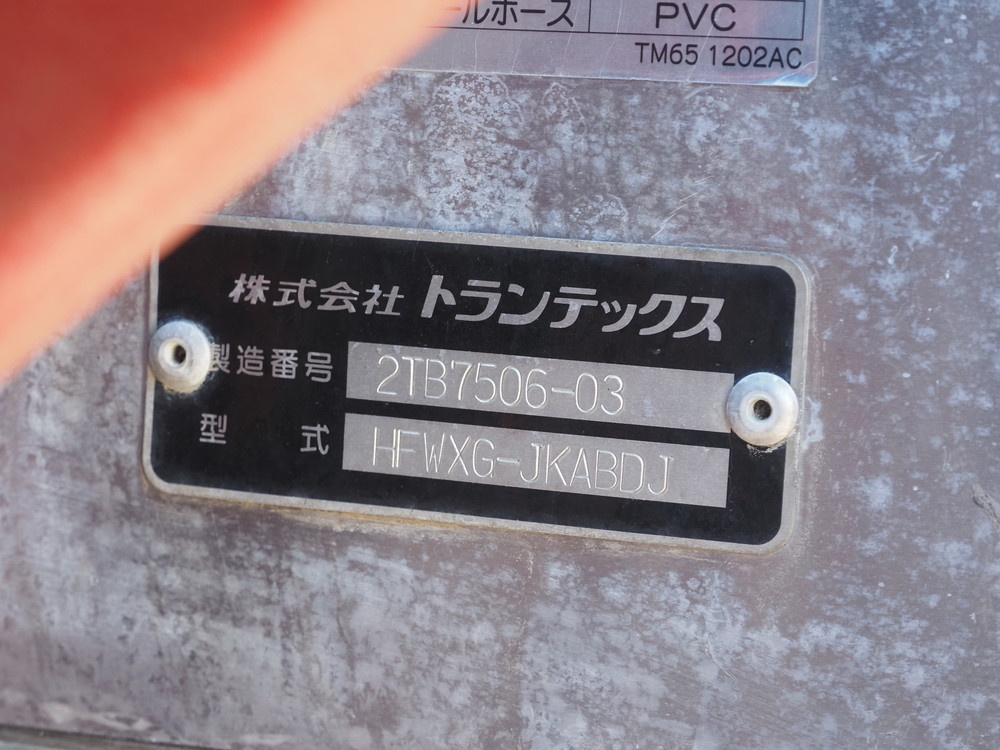 ールホース PVC
TM65 1202AC
株式会社 トランテックス
製造番号 2TB7506-03
型式 HFWXG-JKABDJ